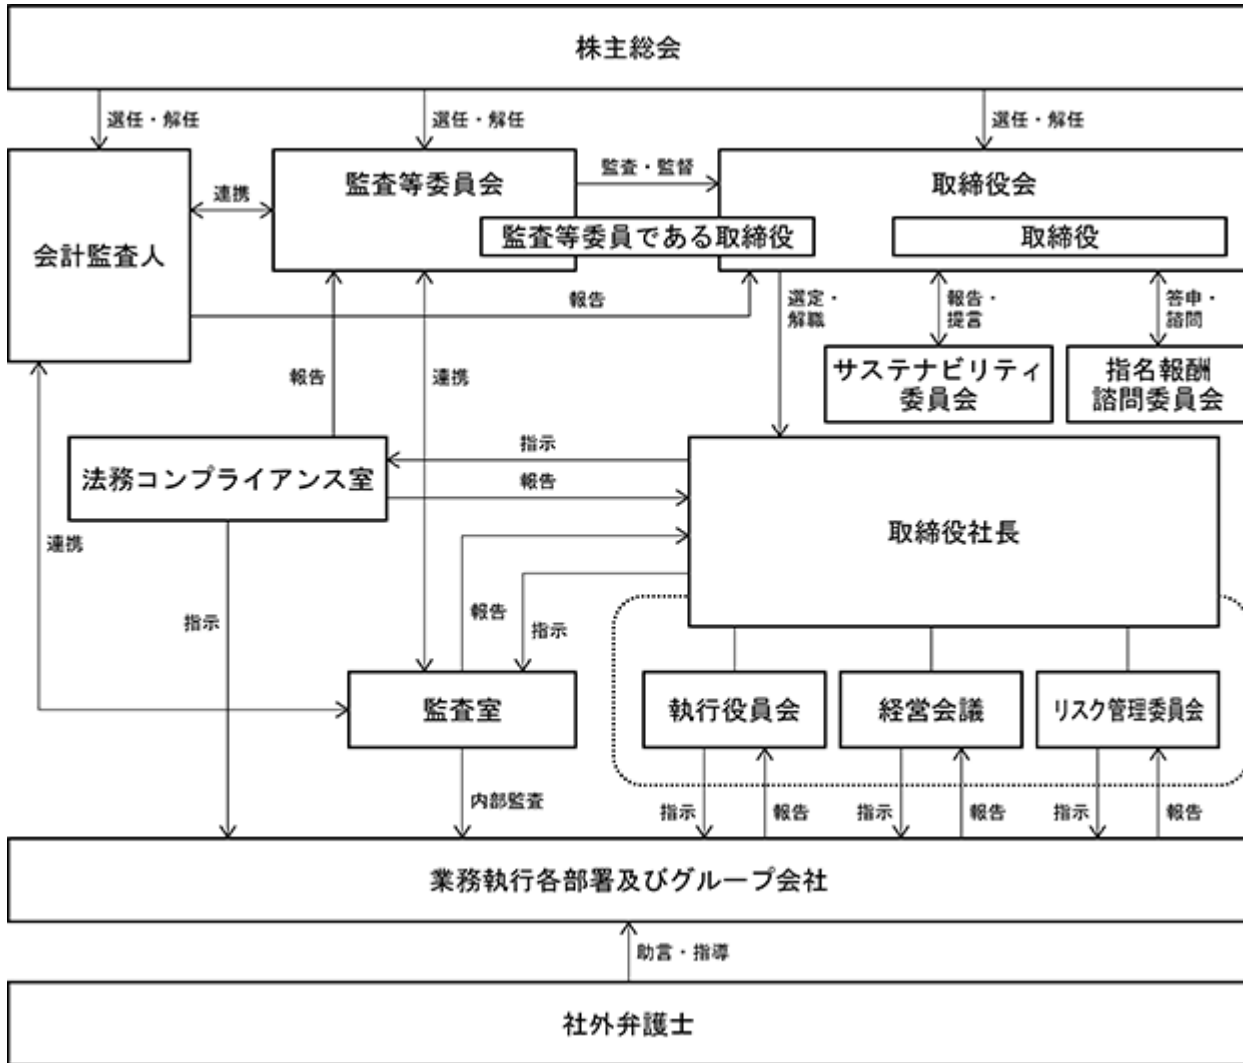 株主総会
選任・解任
選任・解任
選任・解任
会計監査人
連携
監査等委員会
監査・監督
取締役会
監査等委員である取締役
取締役
報告
選定・
解職
報告・
提言
答申・
諮問
サステナビリティ
委員会
指名報酬
諮問委員会
報告
連携
法務コンプライアンス室
指示
報告
取締役社長
連携
指示
報告
指示
監査室
執行役員会
経営会議
リスク管理委員会
内部監査
指示
報告
指示
報告
指示
報告
業務執行各部署及びグループ会社
助言・指導
社外弁護士